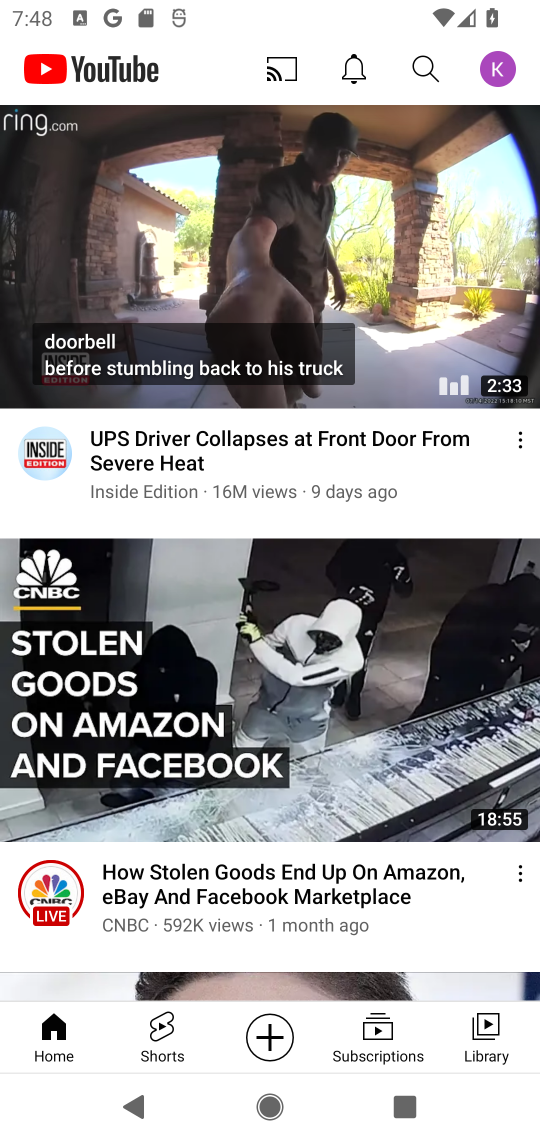 7:48
YouTube
K
ring.com
doorbell
before stumbling back to his truck
2:33
INSIDE
EDITION
UPS Driver Collapses at Front Door From
Severe Heat
Inside Edition · 16M views · 9 days ago
CNBC
STOLEN
GOODS
ON AMAZON
AND FACEBOOK
18:55
CNBC
LIVE
How Stolen Goods End Up On Amazon,
eBay And Facebook Marketplace
CNBC · 592K views · 1 month ago
Home
Shorts
Subscriptions
Library